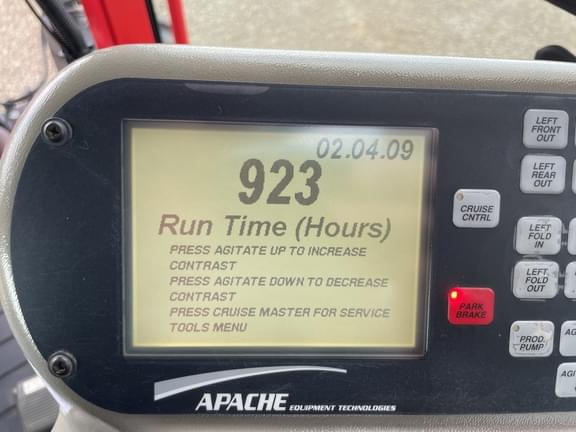 02.04.09
923
Run Time (Hours)
PRESS AGITATE UP TO INCREASE
CONTRAST
PRESS AGITATE DOWN TO DECREASE
CONTRAST
PRESS CRUISE MASTER FOR SERVICE
TOOLS MENU
LEFT
FRONT
OUT
LEFT
REAR
OUT
CRUISE
CNTRL
LEFT
FOLD
IN
LEFT
FOLD
OUT
PARK
BRAKE
PROD.
PUMP
APACHE EQUIPMENT TECHNOLOGIES